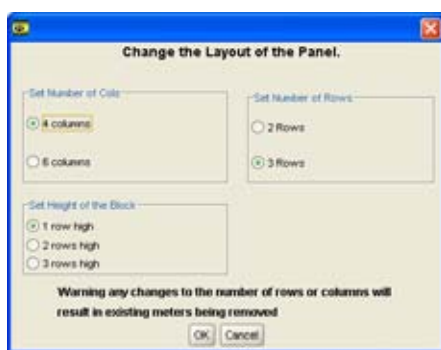 Change the Layout of the Panel.
Set Number of Cols
4 columns
6 columns
Set Number of Rows
2 Rows
3 Rows
Set Height of the Block
1 row high
2 rows high
3 rows high
Warning any changes to the number of rows or columns will
result in existing meters being removed
OK
Cancel